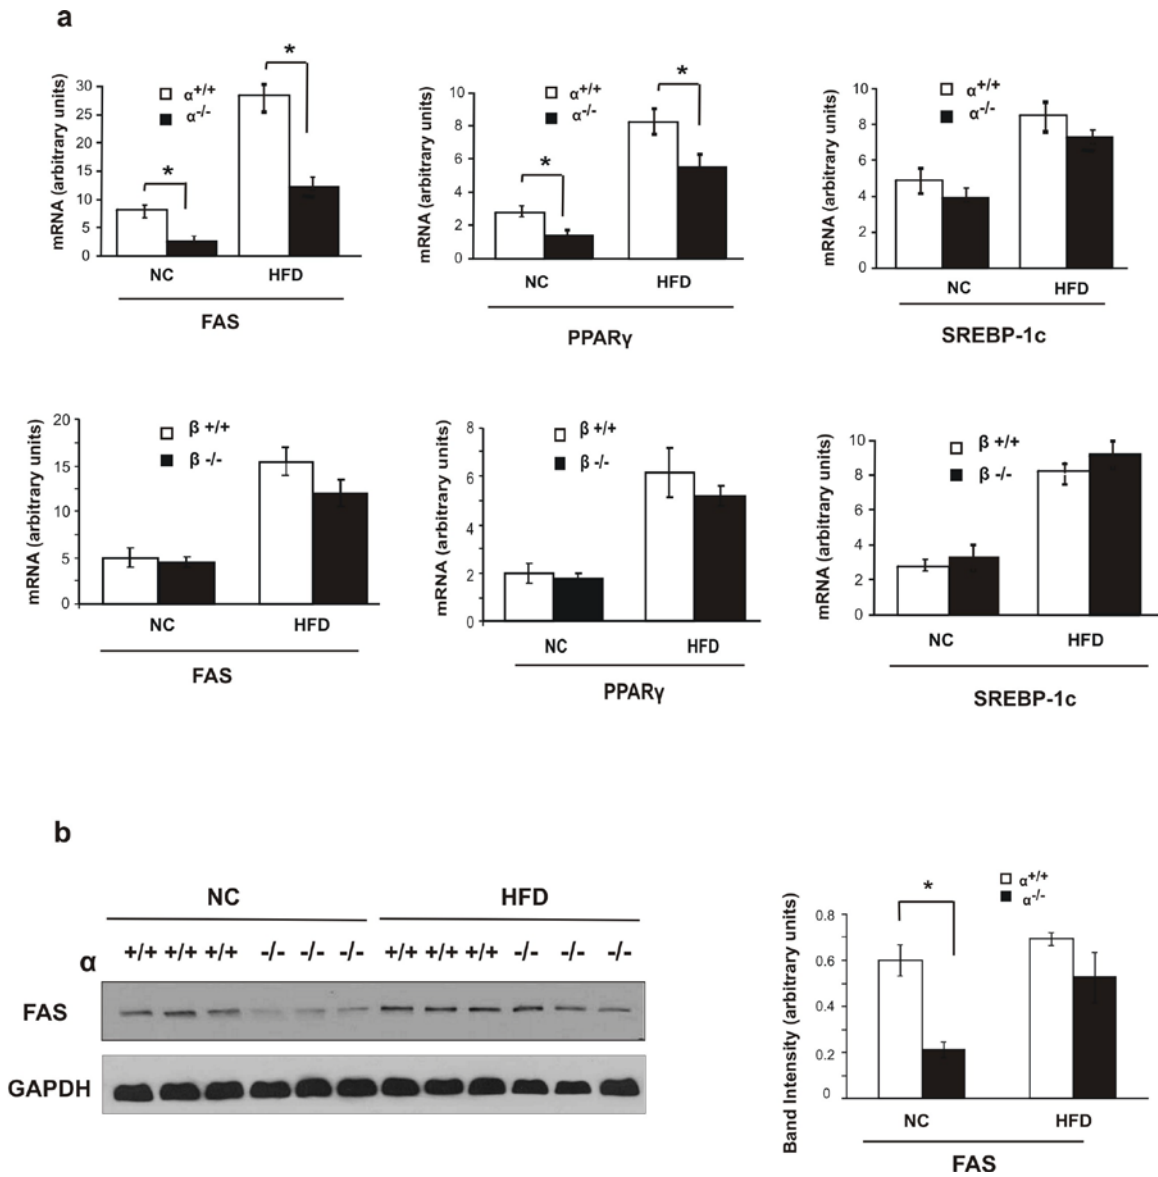 a
mRNA (arbitrary units)
30
25
20
15
10
5
0
α+/+
α-/-
*
*
NC HFD
FAS
mRNA (arbitrary units)
10
8
6
4
2
0
α+/+
α-/-
*
*
NC HFD
PPARγ
mRNA (arbitrary units)
10
8
6
4
2
0
α+/+
α-/-
NC HFD
SREBP-1c
mRNA (arbitrary units)
20
15
10
5
0
β +/+
β -/-
NC HFD
FAS
mRNA (arbitrary units)
8
6
4
2
0
β +/+
β -/-
NC HFD
PPARγ
mRNA (arbitrary units)
10
8
6
4
2
0
β +/+
β -/-
NC HFD
SREBP-1c
b
NC HFD
α +/+ +/+ +/+ -/- -/- -/- +/+ +/+ +/+ -/- -/- -/-
FAS
GAPDH
Band Intensity (arbitrary units)
0.8
0.6
0.4
0.2
0
*
α+/+
α-/-
NC HFD
FAS